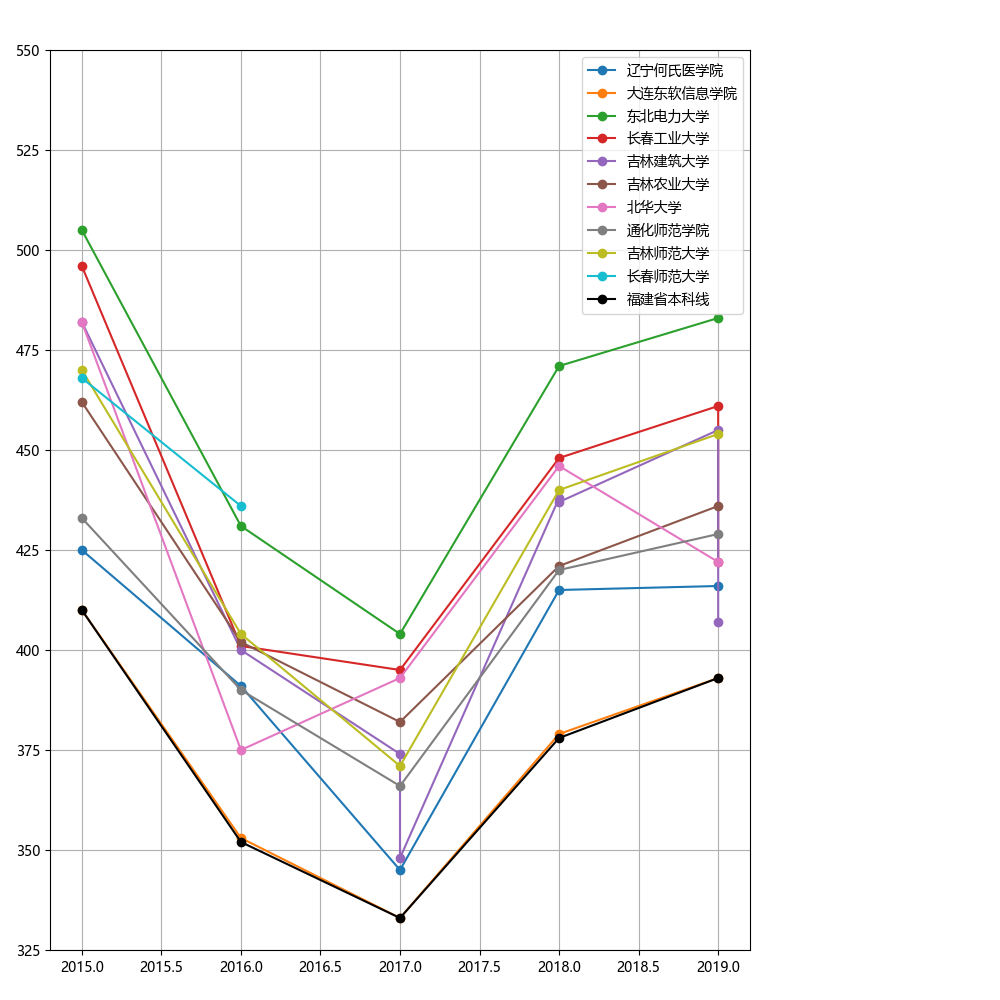 550
525
500
475
450
425
400
375
350
325
2015.0
2015.5
2016.0
2016.5
2017.0
2017.5
2018.0
2018.5
2019.0
辽宁何氏医学院
大连东软信息学院
东北电力大学
长春工业大学
吉林建筑大学
吉林农业大学
北华大学
通化师范学院
吉林师范大学
长春师范大学
福建省本科线